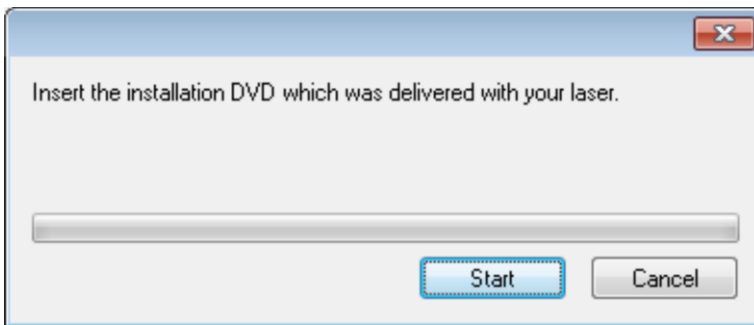 Insert the installation DVD which was delivered with your laser.
Start
Cancel